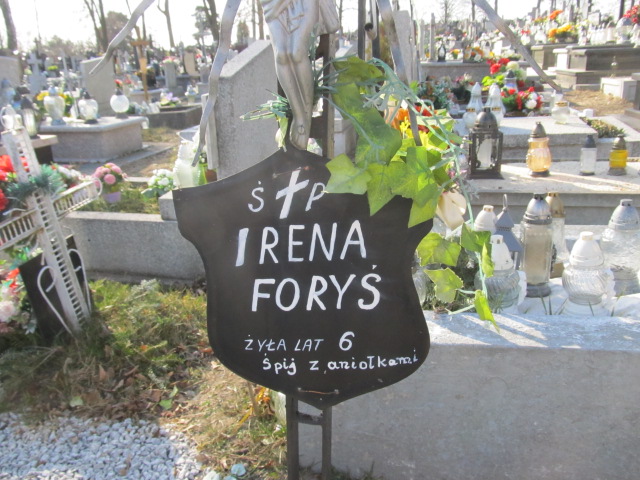 Ś † P
IRENA
FORYŚ
ŻYŁA LAT 6
śpij z aniołkami